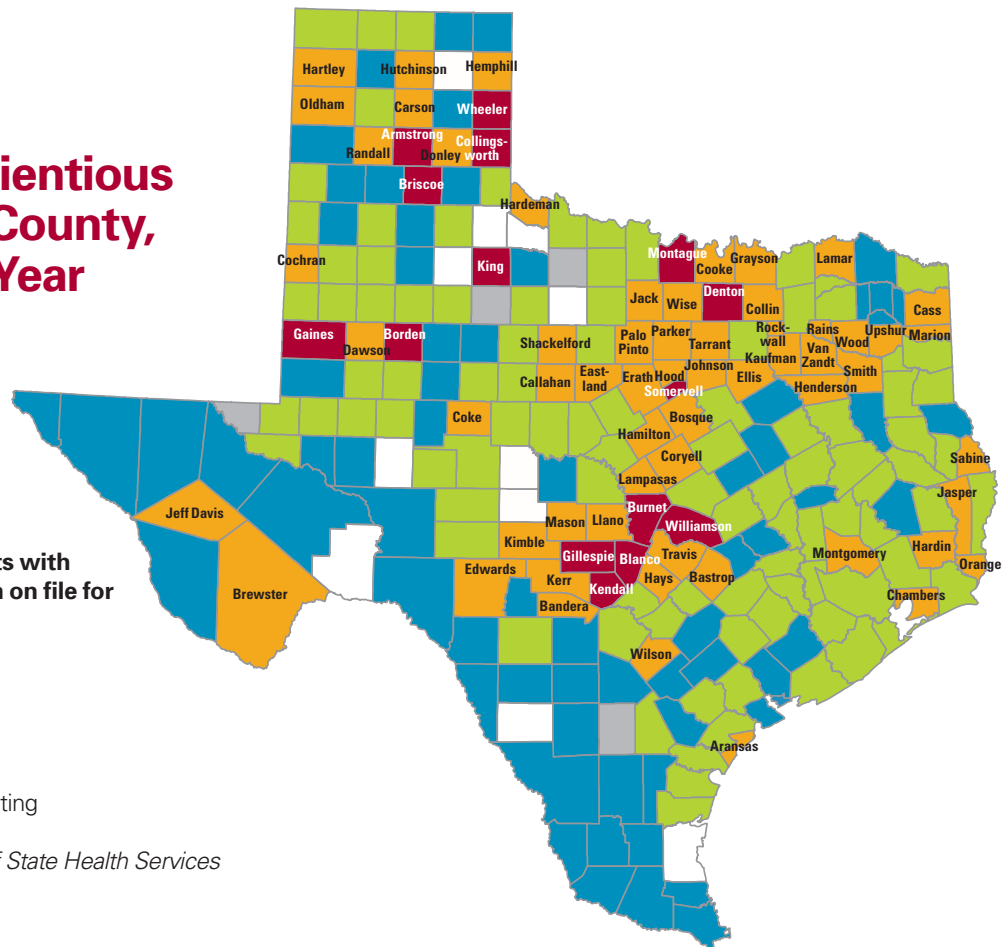 ientious
County,
Year
ts with
n on file for
ting
f State Health Services
Hartley
Hutchinson
Hemphill
Oldham
Carson
Wheeler
Armstrong
Randall
Donley
Collings-
worth
Briscoe
Hardeman
Cochran
King
Montague
Cooke
Grayson
Lamar
Jack
Wise
Denton
Collin
Cass
Gaines
Dawson
Borden
Shackelford
Palo
Pinto
Parker
Tarrant
Rock-
wall
Kaufman
Rains
Van
Zandt
Wood
Upshur
Marion
Callahan
East-
land
Erath
Hood
Johnson
Ellis
Smith
Henderson
Somervell
Coke
Bosque
Hamilton
Coryell
Lampasas
Sabine
Jasper
Jeff Davis
Brewster
Mason
Llano
Burnet
Williamson
Kimble
Gillespie
Blanco
Travis
Edwards
Kerr
Kendall
Hays
Bastrop
Bandera
Montgomery
Hardin
Orange
Chambers
Wilson
Aransas